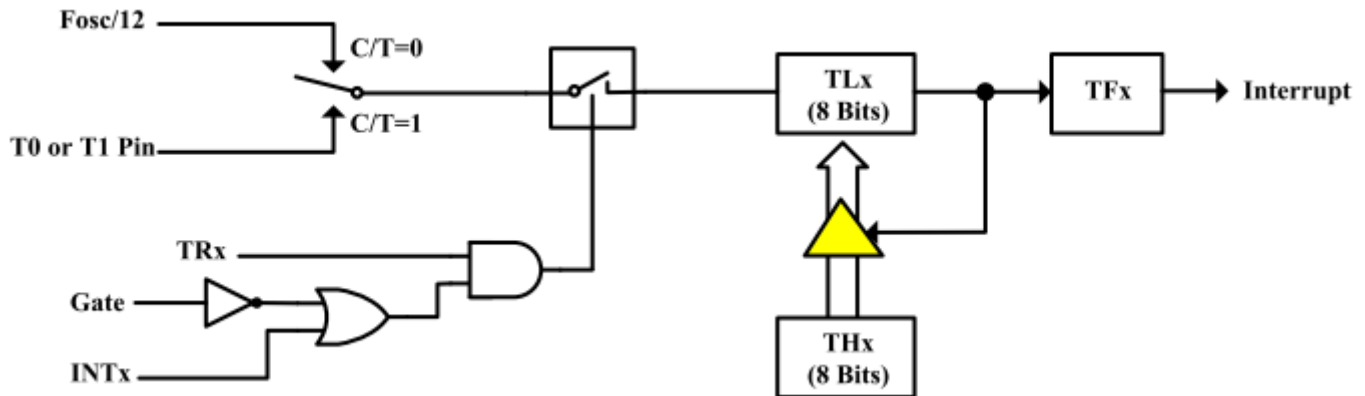 Fosc/12
C/T=0
C/T=1
T0 or T1 Pin
TLx
(8 Bits)
TFx
Interrupt
TRx
Gate
INTx
THx
(8 Bits)